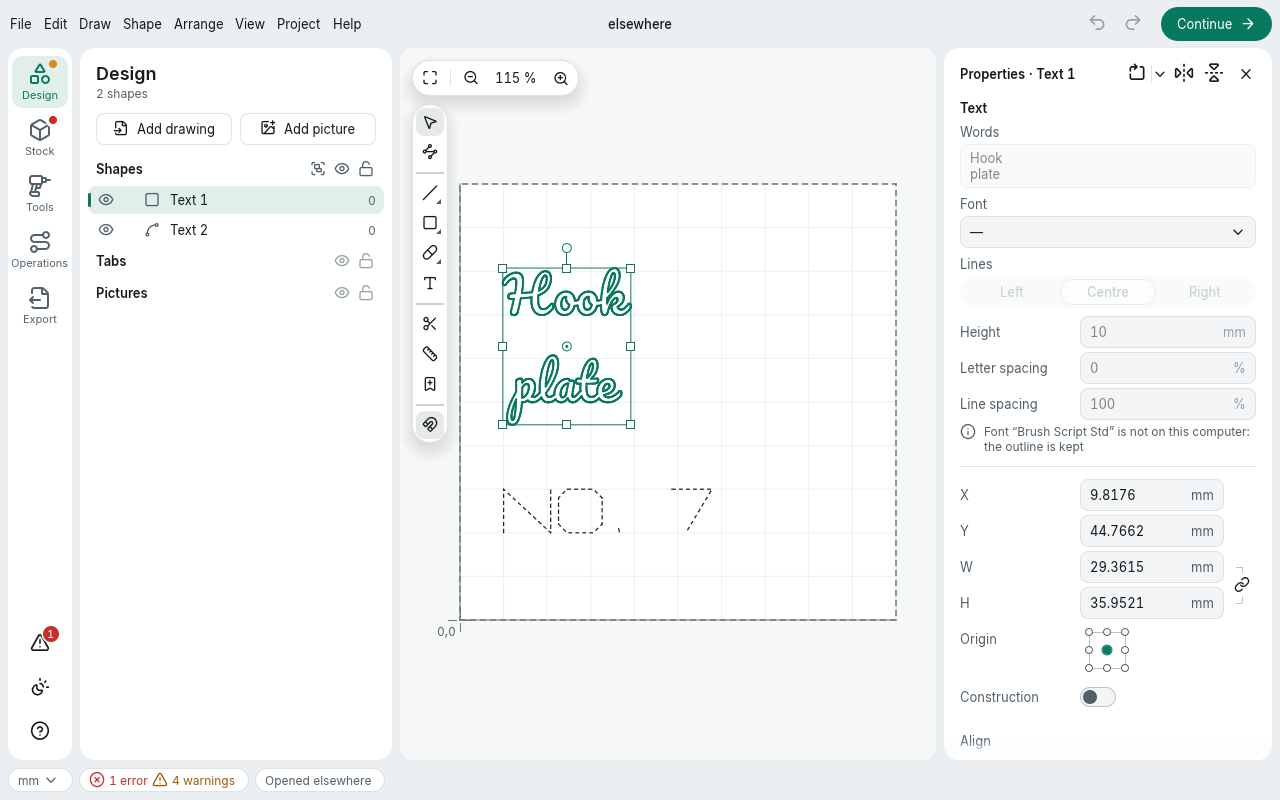 File Edit Draw Shape Arrange View Project Help
elsewhere
Continue
Design
Stock
Tools
Operations
Export
1
Design
2 shapes
Add drawing
Add picture
Shapes
Text 1 0
Text 2 0
Tabs
Pictures
115 %
Hook
plate
NO. 7
0,0
Properties · Text 1
Text
Words
Hook
plate
Font
—
Lines
Left Centre Right
Height 10 mm
Letter spacing 0 %
Line spacing 100 %
Font “Brush Script Std” is not on this computer:
the outline is kept
X 9.8176 mm
Y 44.7662 mm
W 29.3615 mm
H 35.9521 mm
Origin
Construction
Align
mm
1 error 4 warnings
Opened elsewhere